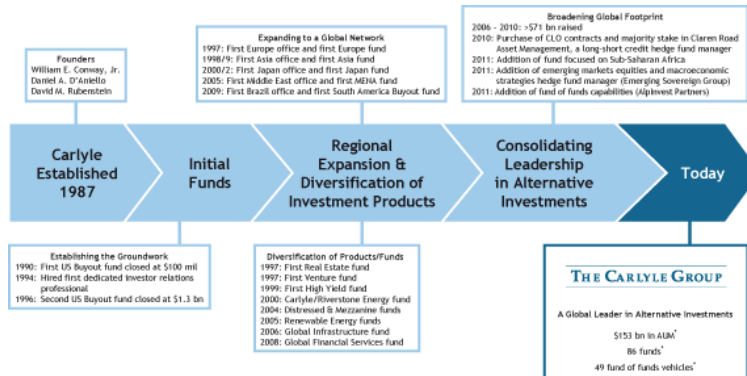 Founders
William E. Conway, Jr.
Daniel A. D'Aniello
David M. Rubenstein
Expanding to a Global Network
1997: First Europe office and first Europe fund
1998/9: First Asia office and first Asia fund
2000/2: First Japan office and first Japan fund
2005: First Middle East office and first MENA fund
2009: First Brazil office and first South America Buyout fund
Broadening Global Footprint
2006 - 2010: >$71 bn raised
2010: Purchase of CLO contracts and majority stake in Claren Road
Asset Management, a long-short credit hedge fund manager
2011: Addition of fund focused on Sub-Saharan Africa
2011: Addition of emerging markets equities and macroeconomic
strategies hedge fund manager (Emerging Sovereign Group)
2011: Addition of fund of funds capabilities (AlpInvest Partners)
Carlyle
Established
1987
Initial
Funds
Regional
Expansion &
Diversification of
Investment Products
Consolidating
Leadership
in Alternative
Investments
Today
Establishing the Groundwork
1990: First US Buyout fund closed at $100 mil
1994: Hired first dedicated investor relations
professional
1996: Second US Buyout fund closed at $1.3 bn
Diversification of Products/Funds
1997: First Real Estate fund
1997: First Venture fund
1999: First High Yield fund
2000: Carlyle/Riverstone Energy fund
2004: Distressed & Mezzanine funds
2005: Renewable Energy funds
2006: Global Infrastructure fund
2008: Global Financial Services fund
THE CARLYLE GROUP
A Global Leader in Alternative Investments
$153 bn in AUM*
86 funds*
49 fund of funds vehicles*